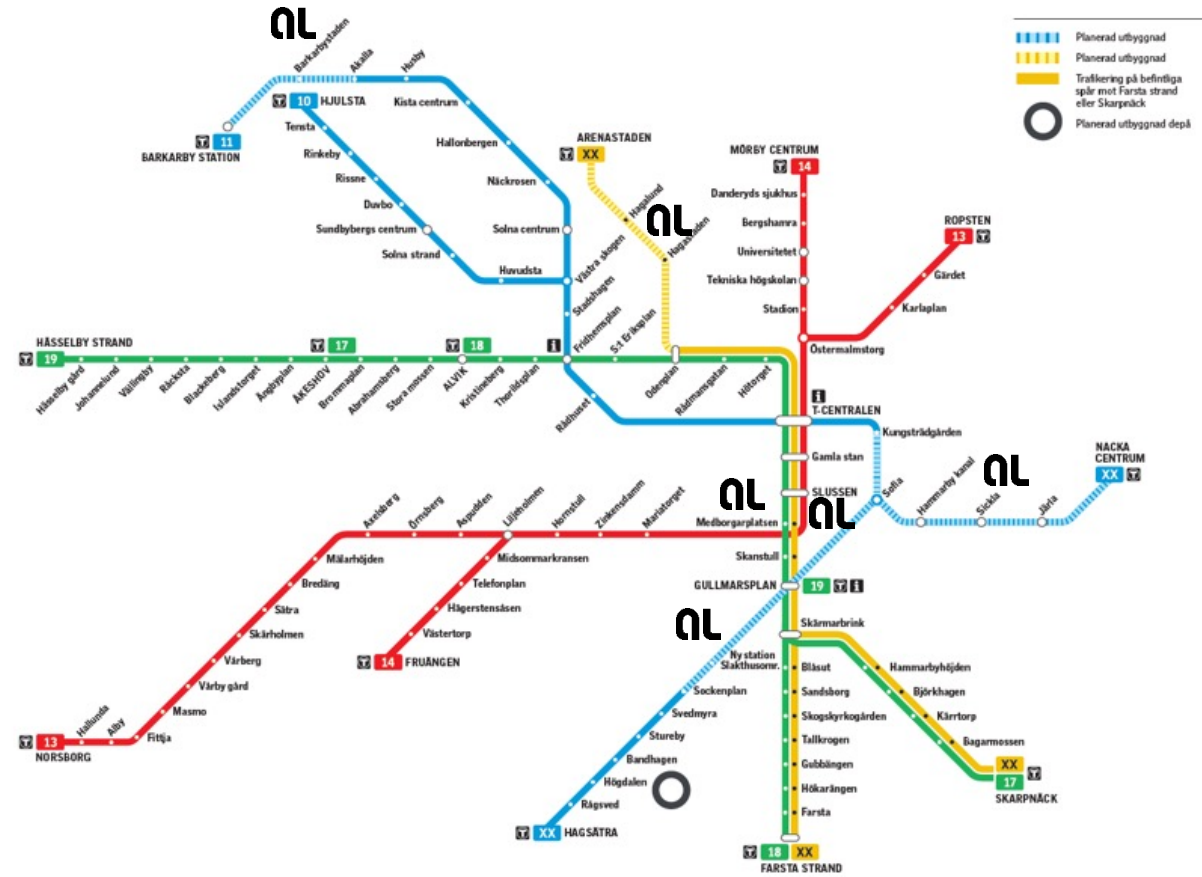 aL
Barkarbystaden
Akalla
Husby
10 HJULSTA
Kista centrum
Tensta
Rinkeby
Hallonbergen
11
BARKARBY STATION
Rissne
Näckrosen
Duvbo
Sundbybergs centrum
Solna centrum
Solna strand
Huvudsta
Västra skogen
Stadshagen
Fridhemsplan
S:t Eriksplan
ARENASTADEN
XX
Hagalund
aL
Hagastaden
MÖRBY CENTRUM
14
Danderyds sjukhus
Bergshamra
Universitetet
Tekniska högskolan
Stadion
ROPSTEN
13
Gärdet
Karlaplan
Östermalmstorg
Planerad utbyggnad
Planerad utbyggnad
Trafikering på befintliga
spår mot Farsta strand
eller Skarpnäck
Planerad utbyggnad depå
HÄSSELBY STRAND
19
Hässelby gård
Johannelund
Vällingby
Råcksta
Blackeberg
Islandstorget
Ängbyplan
17
ÅKESHOV
Brommaplan
Abrahamsberg
Stora mossen
18
ALVIK
Kristineberg
Thorildsplan
i
Rådhuset
Odenplan
Rådmansgatan
Hötorget
i
T-CENTRALEN
Kungsträdgården
Gamla stan
SLUSSEN
aL
Medborgarplatsen
aL
Skanstull
GULLMARSPLAN
19 i
Sofia
Hammarby kanal
Sickla
aL
Järla
NACKA
CENTRUM
XX
Axelsberg
Örnsberg
Aspudden
Liljeholmen
Hornstull
Zinkensdamm
Mariatorget
Mälarhöjden
Bredäng
Sätra
Skärholmen
Vårberg
Vårby gård
Masmo
Fittja
Alby
Hallunda
13
NORSBORG
Midsommarkransen
Telefonplan
Hägerstensåsen
Västertorp
14 FRUÄNGEN
aL
Skärmarbrink
Ny station
Slakthusomr.
Sockenplan
Svedmyra
Stureby
Bandhagen
Högdalen
Rågsved
XX HAGSÄTRA
Blåsut
Sandsborg
Skogskyrkogården
Tallkrogen
Gubbängen
Hökarängen
Farsta
18 XX
FARSTA STRAND
Hammarbyhöjden
Björkhagen
Kärrtorp
Bagarmossen
XX
17
SKARPNÄCK